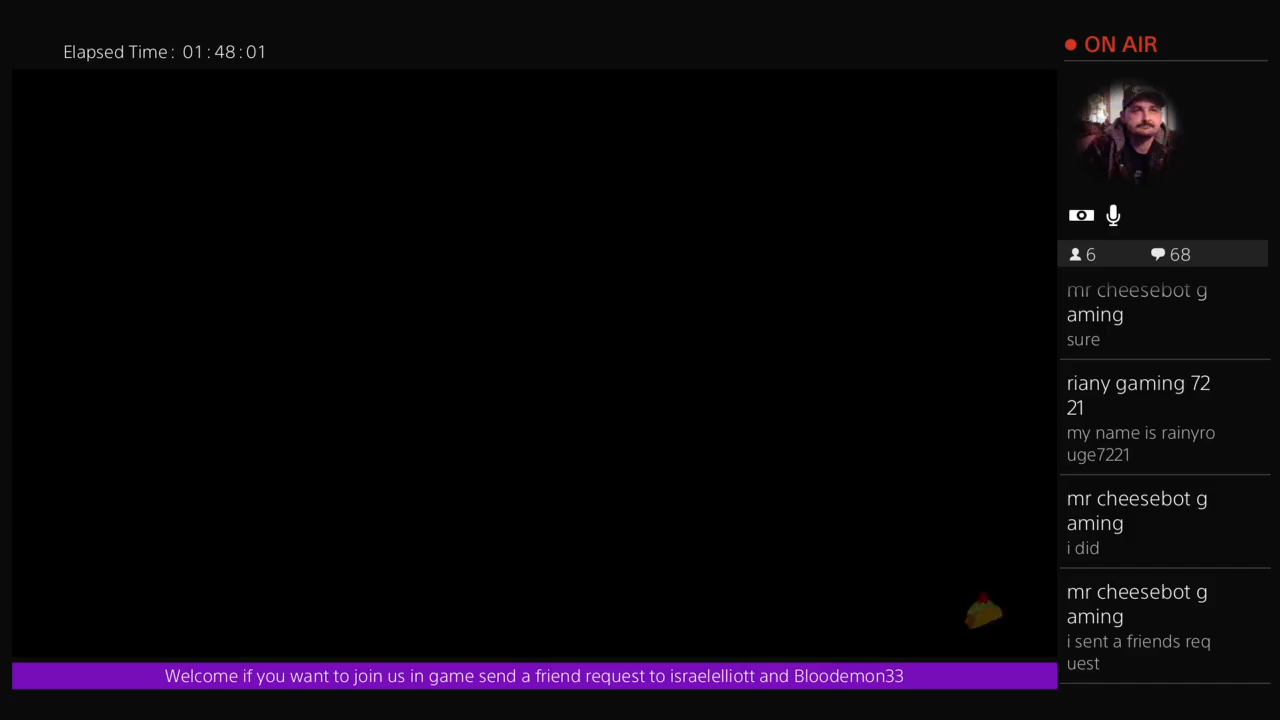 Elapsed Time: 01:48:01
ON AIR
6 68
mr cheesebot g
aming
sure
riany gaming 72
21
my name is rainyro
uge7221
mr cheesebot g
aming
i did
mr cheesebot g
aming
i sent a friends req
uest
Welcome if you want to join us in game send a friend request to israelelliott and Bloodemon33